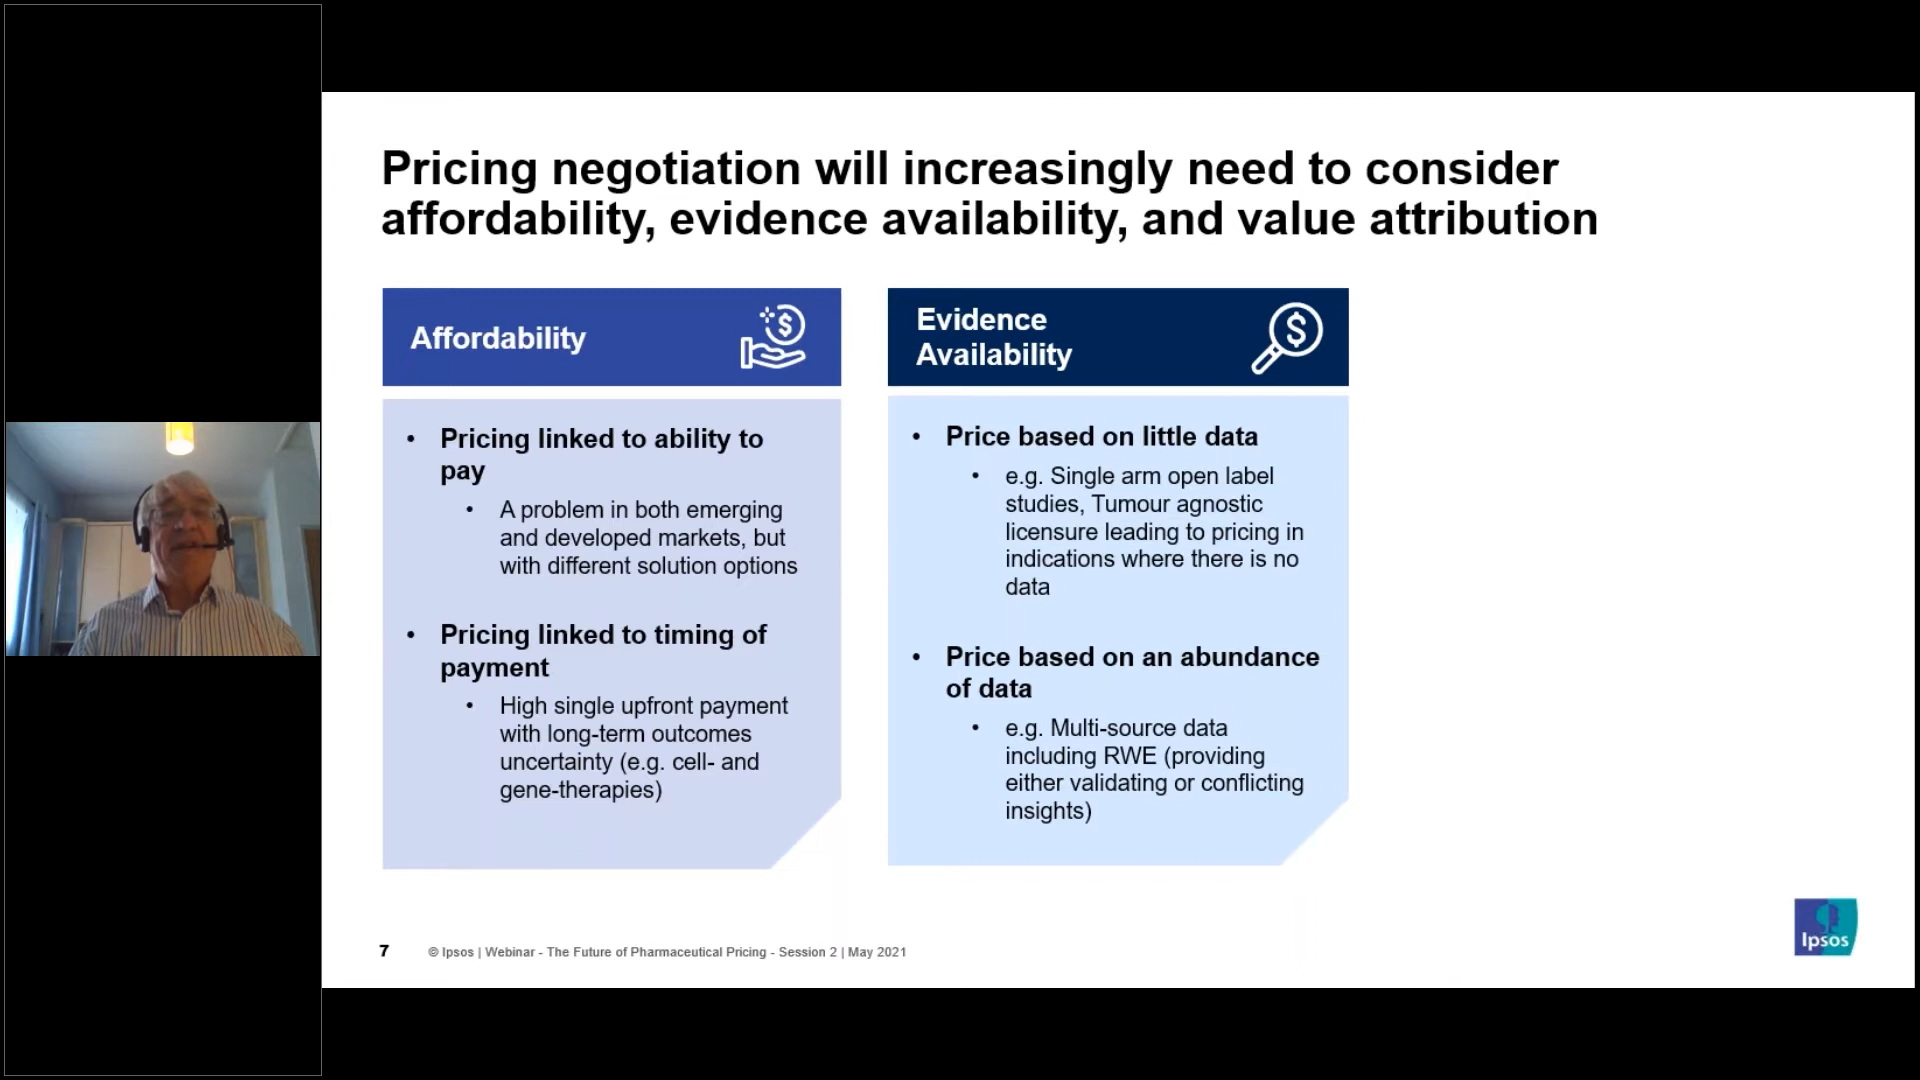 Pricing negotiation will increasingly need to consider
affordability, evidence availability, and value attribution
Affordability
• Pricing linked to ability to
pay
• A problem in both emerging
and developed markets, but
with different solution options
• Pricing linked to timing of
payment
• High single upfront payment
with long-term outcomes
uncertainty (e.g. cell- and
gene-therapies)
Evidence
Availability
• Price based on little data
• e.g. Single arm open label
studies, Tumour agnostic
licensure leading to pricing in
indications where there is no
data
• Price based on an abundance
of data
• e.g. Multi-source data
including RWE (providing
either validating or conflicting
insights)
7 © Ipsos | Webinar - The Future of Pharmaceutical Pricing - Session 2 | May 2021
Ipsos